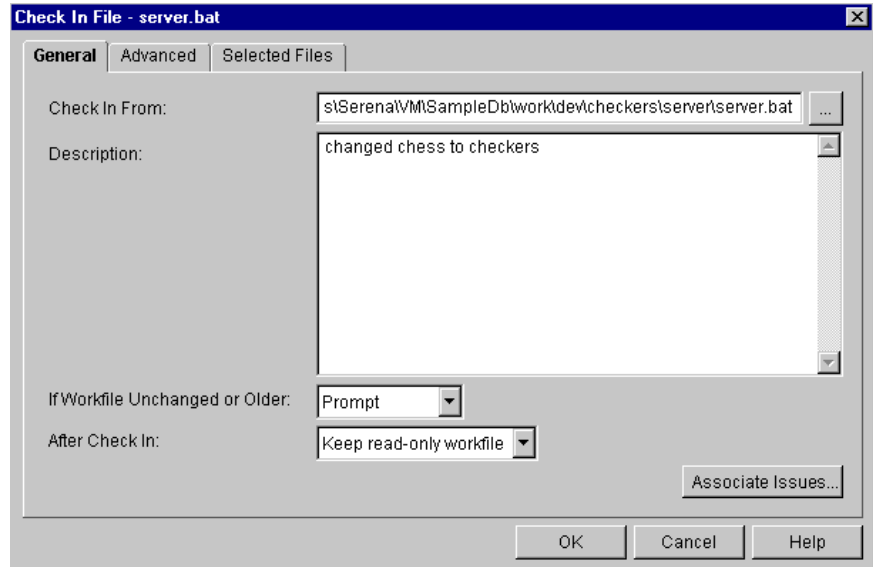 Check In File - server.bat
General Advanced Selected Files
Check In From: s\Serena\VM\SampleDb\work\dev\checkers\server\server.bat ...
Description: changed chess to checkers
If Workfile Unchanged or Older: Prompt
After Check In: Keep read-only workfile
Associate Issues...
OK Cancel Help